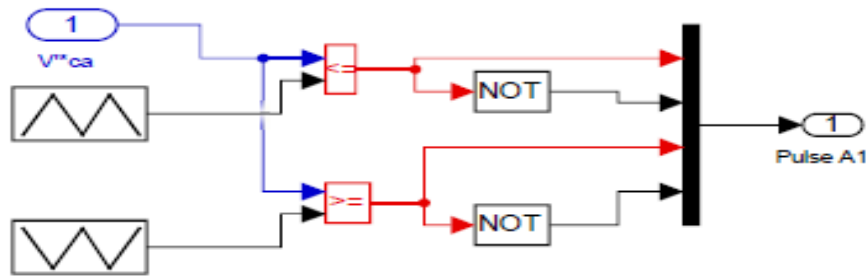 1
V**ca
<=
NOT
1
Pulse A1
>=
NOT